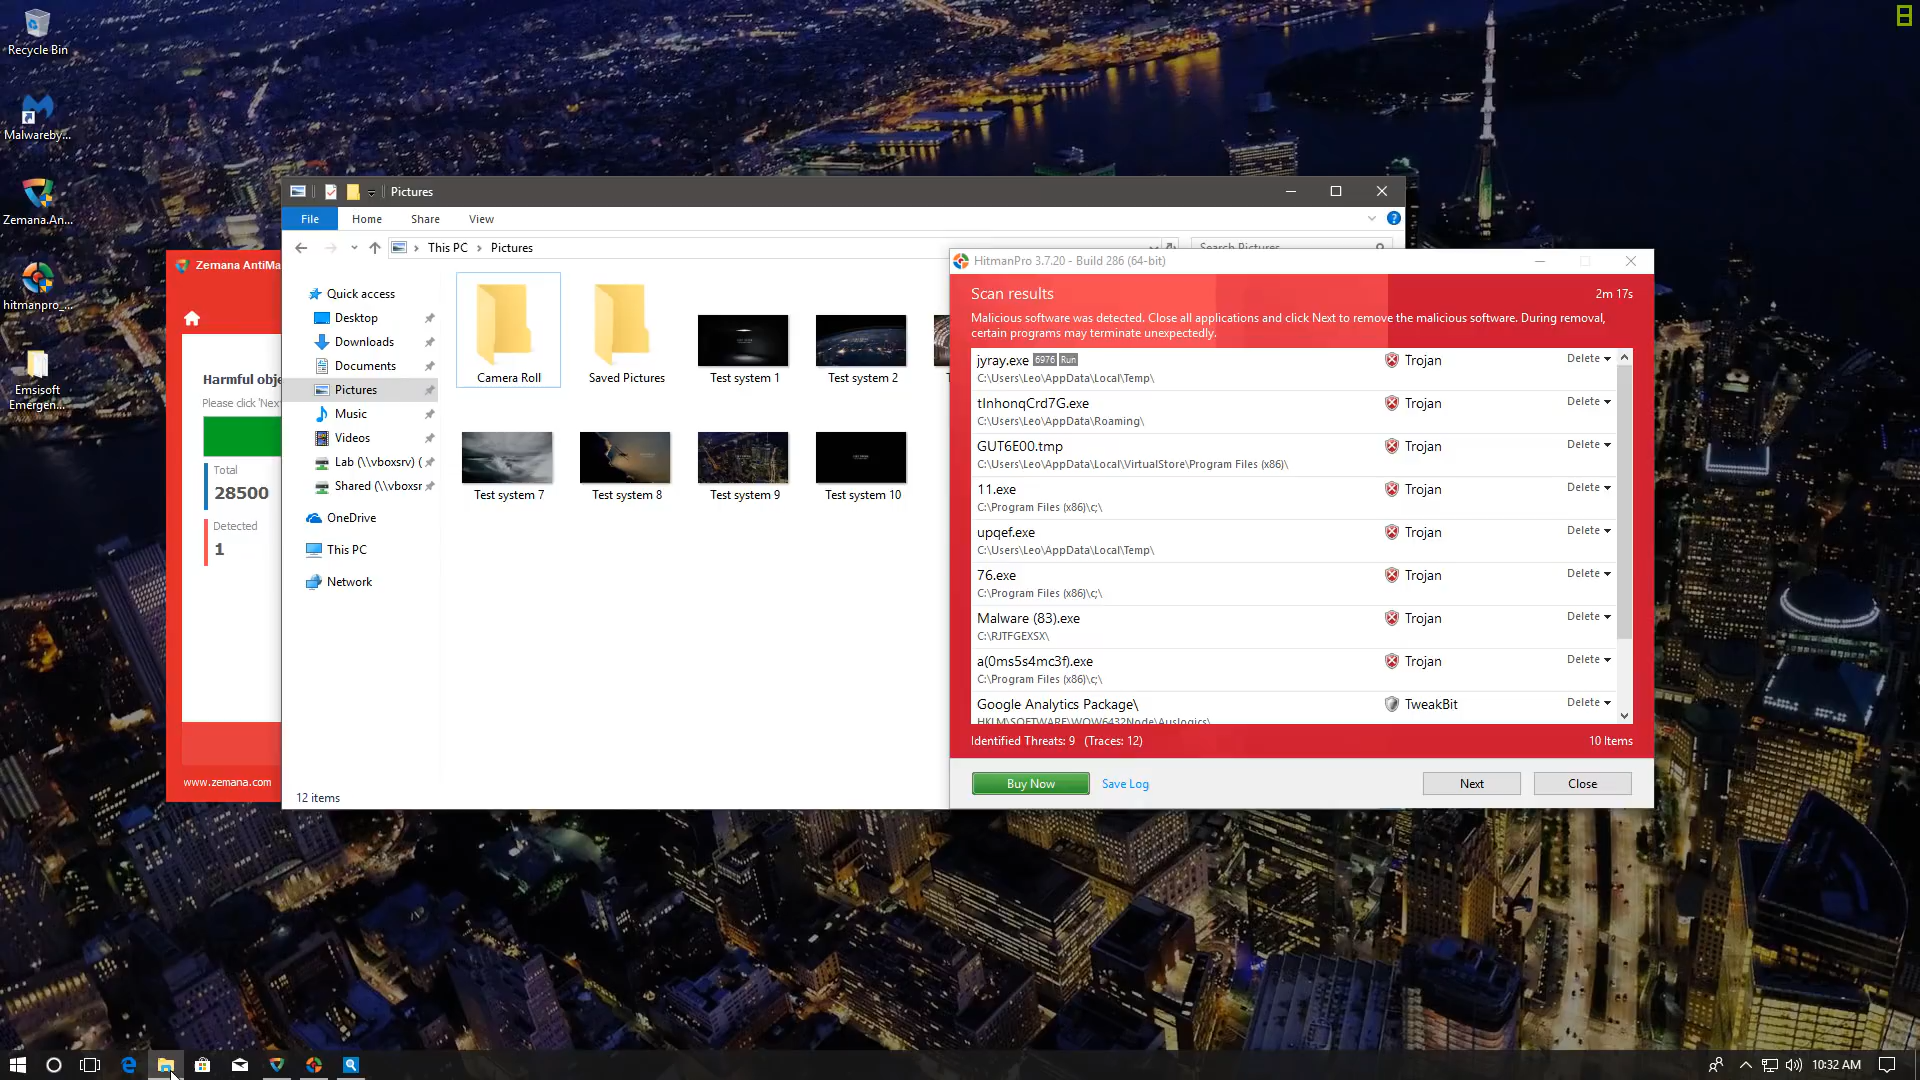 Recycle Bin
Malwareby...
Zemana.An...
hitmanpro_...
Emsisoft
Emergen...
Zemana AntiMa
Harmful obje
Please click 'Nex
Total
28500
Detected
1
www.zemana.com
Pictures
File Home Share View
This PC > Pictures
Search Pictures
Quick access
Desktop
Downloads
Documents
Pictures
Music
Videos
Lab (\\vboxsrv) (
Shared (\\vboxsr
OneDrive
This PC
Network
Camera Roll
Saved Pictures
Test system 1
Test system 2
Test system 7
Test system 8
Test system 9
Test system 10
12 items
HitmanPro 3.7.20 - Build 286 (64-bit)
Scan results
2m 17s
Malicious software was detected. Close all applications and click Next to remove the malicious software. During removal,
certain programs may terminate unexpectedly.
jyray.exe 6976 Run Trojan Delete
C:\Users\Leo\AppData\Local\Temp\
tInhonqCrd7G.exe Trojan Delete
C:\Users\Leo\AppData\Roaming\
GUT6E00.tmp Trojan Delete
C:\Users\Leo\AppData\Local\VirtualStore\Program Files (x86)\
11.exe Trojan Delete
C:\Program Files (x86)\c;\
upqef.exe Trojan Delete
C:\Users\Leo\AppData\Local\Temp\
76.exe Trojan Delete
C:\Program Files (x86)\c;\
Malware (83).exe Trojan Delete
C:\RJTFGEXSX\
a(0ms5s4mc3f).exe Trojan Delete
C:\Program Files (x86)\c;\
Google Analytics Package\ TweakBit Delete
HKLM\SOFTWARE\WOW6432Node\Auslogics\
Identified Threats: 9 (Traces: 12)
10 Items
Buy Now
Save Log
Next
Close
10:32 AM